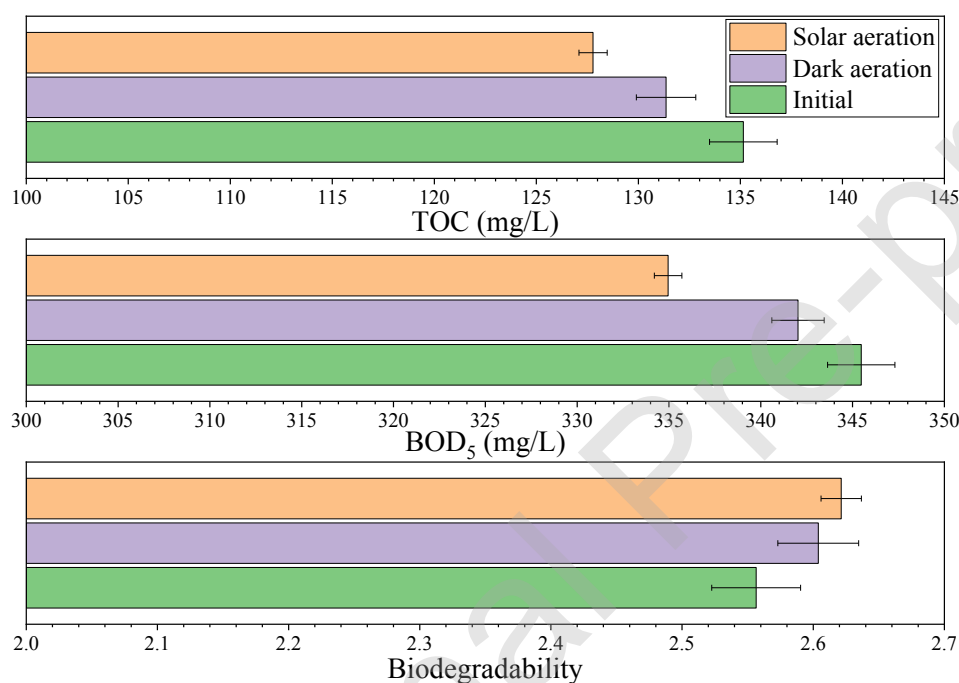 Solar aeration
Dark aeration
Initial
100 105 110 115 120 125 130 135 140 145
TOC (mg/L)
300 305 310 315 320 325 330 335 340 345 350
BOD₅ (mg/L)
2.0 2.1 2.2 2.3 2.4 2.5 2.6 2.7
Biodegradability
al Pre-p